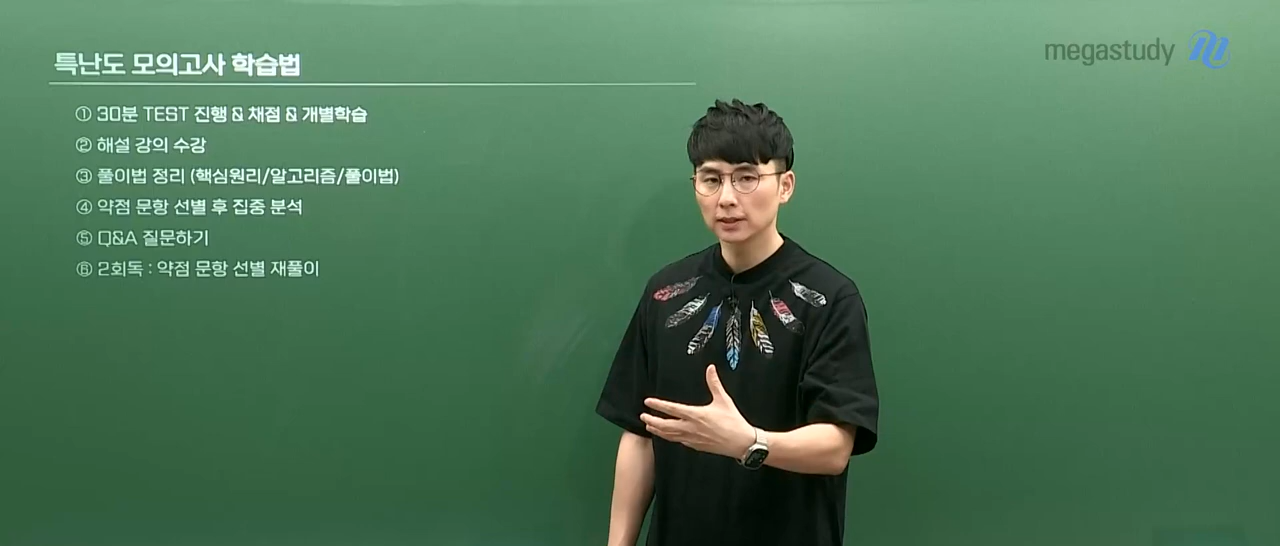 특난도 모의고사 학습법
megastudy
① 30분 TEST 진행 & 채점 & 개별학습
② 해설 강의 수강
③ 풀이법 정리 (핵심원리/알고리즘/풀이법)
④ 약점 문항 선별 후 집중 분석
⑤ Q&A 질문하기
⑥ 2회독 : 약점 문항 선별 재풀이